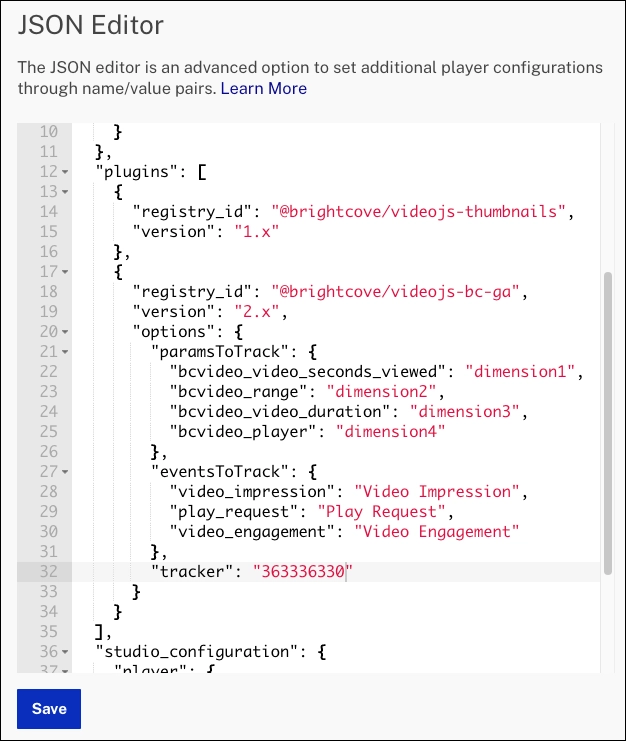 JSON Editor
The JSON editor is an advanced option to set additional player configurations
through name/value pairs. Learn More
10 }
11 },
12 "plugins": [
13 {
14 "registry_id": "@brightcove/videojs-thumbnails",
15 "version": "1.x"
16 },
17 {
18 "registry_id": "@brightcove/videojs-bc-ga",
19 "version": "2.x",
20 "options": {
21 "paramsToTrack": {
22 "bcvideo_video_seconds_viewed": "dimension1",
23 "bcvideo_range": "dimension2",
24 "bcvideo_video_duration": "dimension3",
25 "bcvideo_player": "dimension4"
26 },
27 "eventsToTrack": {
28 "video_impression": "Video Impression",
29 "play_request": "Play Request",
30 "video_engagement": "Video Engagement"
31 },
32 "tracker": "363336330"
33 }
34 }
35 ],
36 "studio_configuration": {
37 "player": {
Save